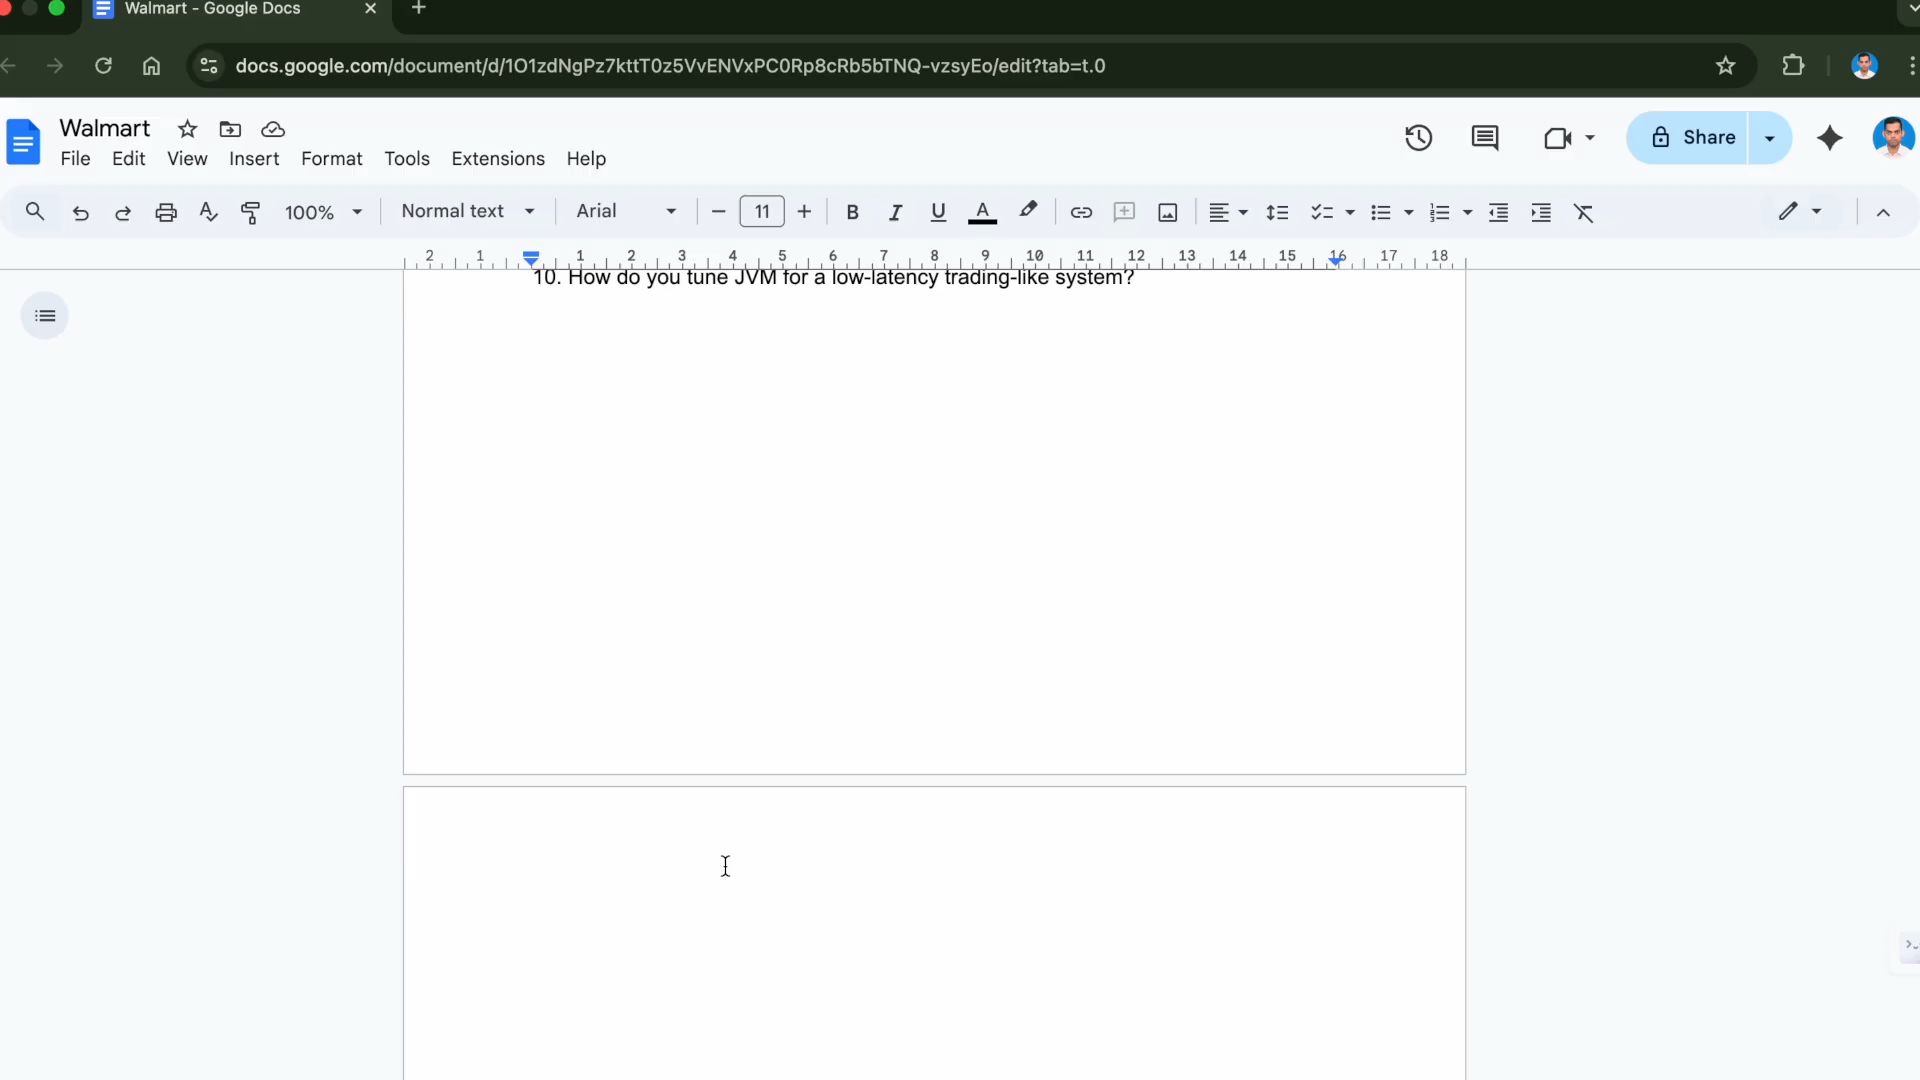 Walmart - Google Docs
docs.google.com/document/d/1O1zdNgPz7kttT0z5VvENVxPC0Rp8cRb5bTNQ-vzsyEo/edit?tab=t.0
Walmart
File Edit View Insert Format Tools Extensions Help
Share
100% Normal text Arial 11 B I U A
2 1 1 2 3 4 5 6 7 8 9 10 11 12 13 14 15 16 17 18
10. How do you tune JVM for a low-latency trading-like system?